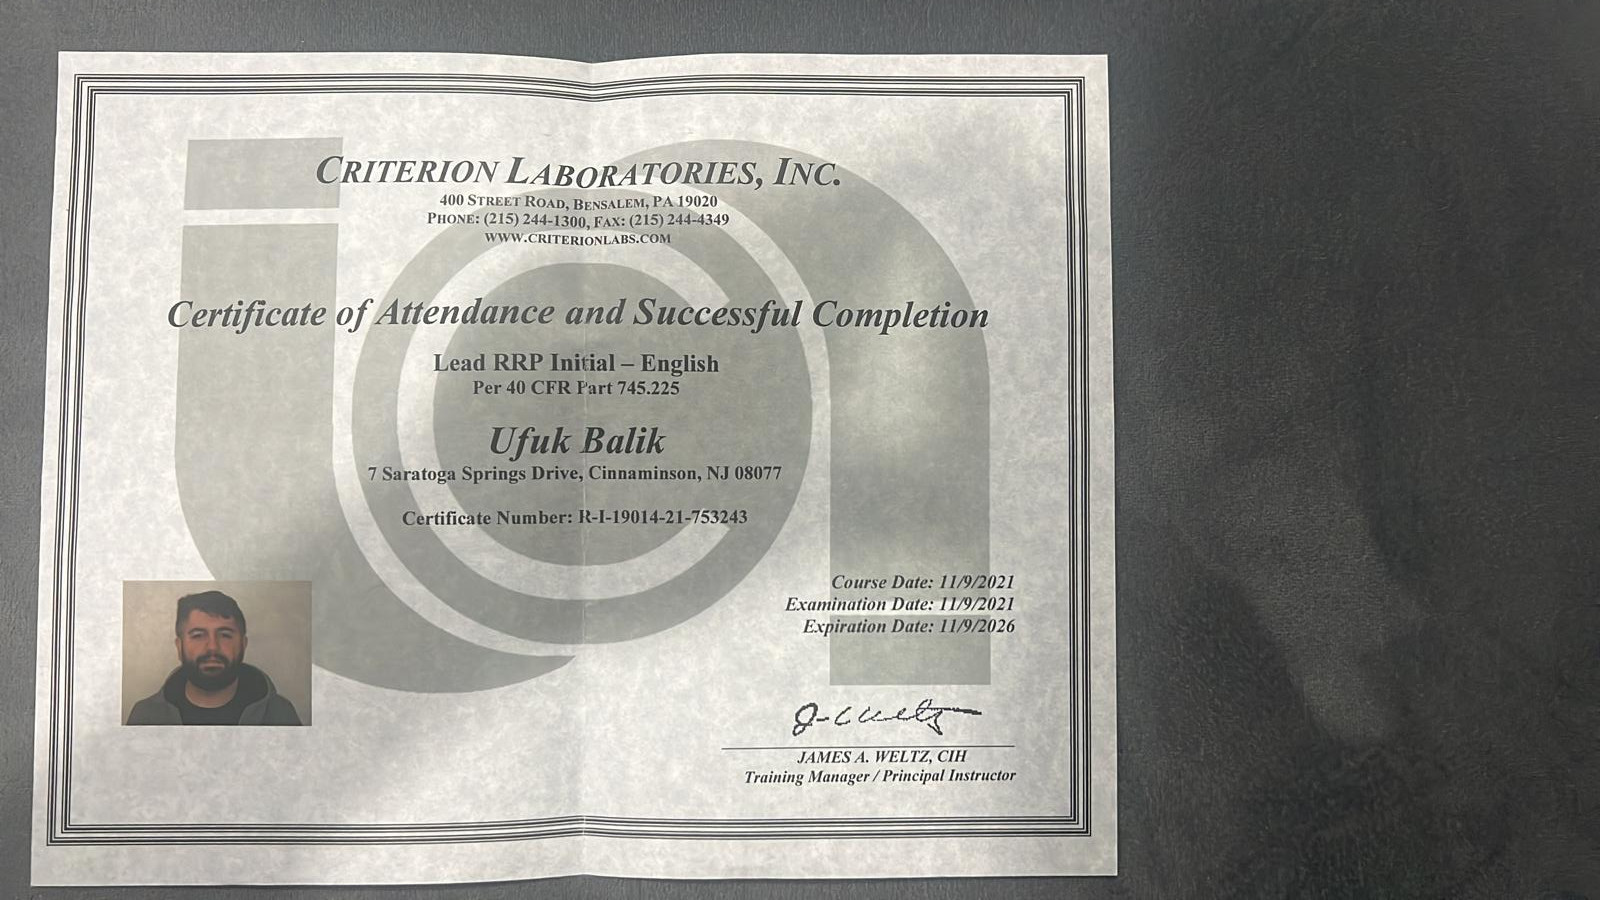 CRITERION LABORATORIES, INC.
400 STREET ROAD, BENSALEM, PA 19020
PHONE: (215) 244-1300, FAX: (215) 244-4349
WWW.CRITERIONLABS.COM
Certificate of Attendance and Successful Completion
Lead RRP Initial – English
Per 40 CFR Part 745.225
Ufuk Balik
7 Saratoga Springs Drive, Cinnaminson, NJ 08077
Certificate Number: R-I-19014-21-753243
Course Date: 11/9/2021
Examination Date: 11/9/2021
Expiration Date: 11/9/2026
JAMES A. WELTZ, CIH
Training Manager / Principal Instructor